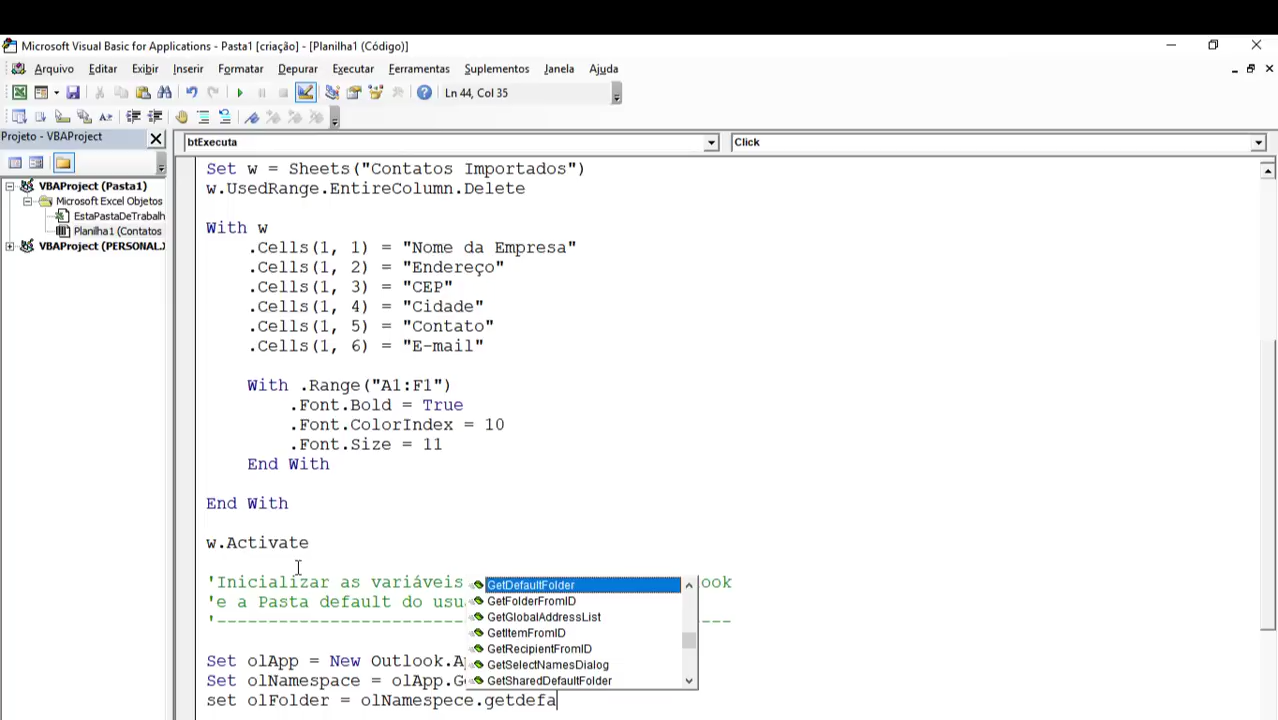 Microsoft Visual Basic for Applications - Pasta1 [criação] - [Planilha1 (Código)]
Arquivo Editar Exibir Inserir Formatar Depurar Executar Ferramentas Suplementos Janela Ajuda
Ln 44, Col 35
Projeto - VBAProject
btExecuta
Click
VBAProject (Pasta1)
Microsoft Excel Objetos
EstaPastaDeTrabalh
Planilha1 (Contatos
VBAProject (PERSONAL.
Set w = Sheets("Contatos Importados")
w.UsedRange.EntireColumn.Delete
With w
.Cells(1, 1) = "Nome da Empresa"
.Cells(1, 2) = "Endereço"
.Cells(1, 3) = "CEP"
.Cells(1, 4) = "Cidade"
.Cells(1, 5) = "Contato"
.Cells(1, 6) = "E-mail"
With .Range("A1:F1")
.Font.Bold = True
.Font.ColorIndex = 10
.Font.Size = 11
End With
End With
w.Activate
'Inicializar as variáveis ook
'e a Pasta default do usu
'------------------------- ---
Set olApp = New Outlook.A
Set olNamespace = olApp.G
set olFolder = olNamespece.getdefa
GetDefaultFolder
GetFolderFromID
GetGlobalAddressList
GetItemFromID
GetRecipientFromID
GetSelectNamesDialog
GetSharedDefaultFolder